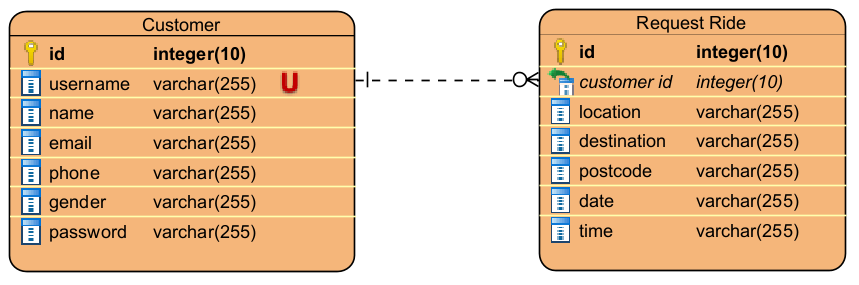 Customer
id integer(10)
username varchar(255) U
name varchar(255)
email varchar(255)
phone varchar(255)
gender varchar(255)
password varchar(255)
Request Ride
id integer(10)
customer id integer(10)
location varchar(255)
destination varchar(255)
postcode varchar(255)
date varchar(255)
time varchar(255)